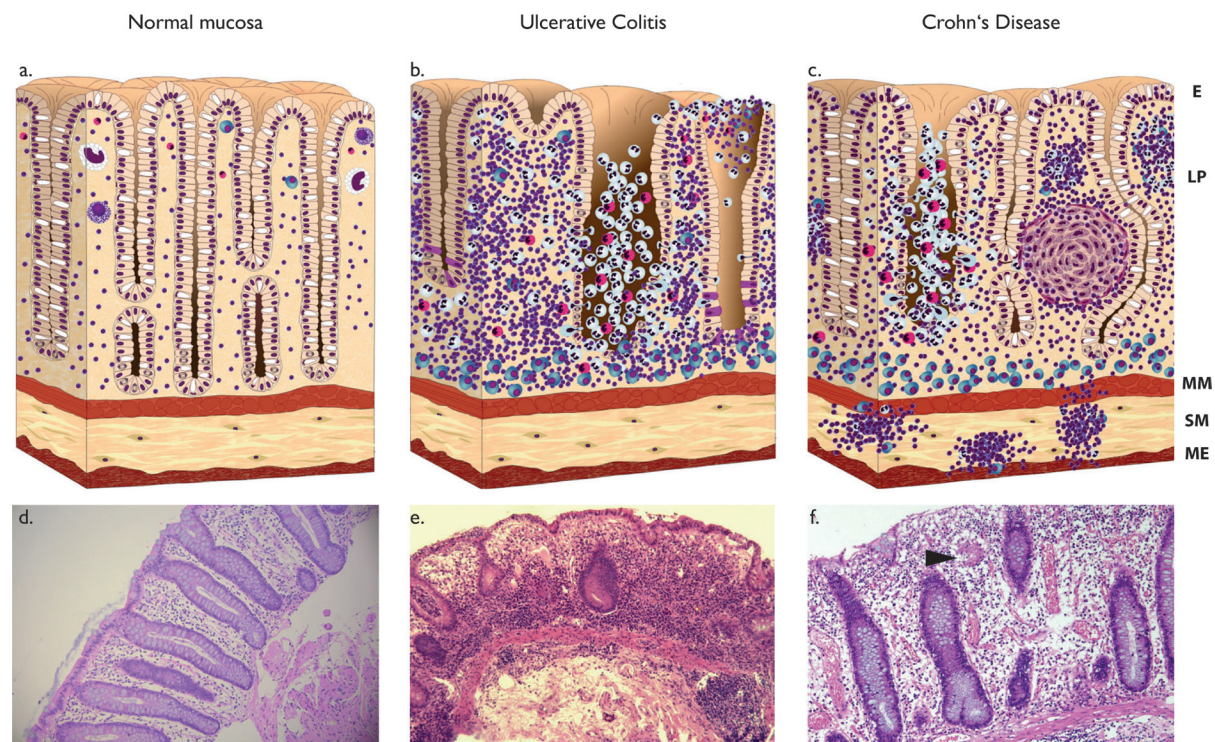 Normal mucosa
Ulcerative Colitis
Crohn‘s Disease
a.
b.
c.
E
LP
MM
SM
ME
d.
e.
f.